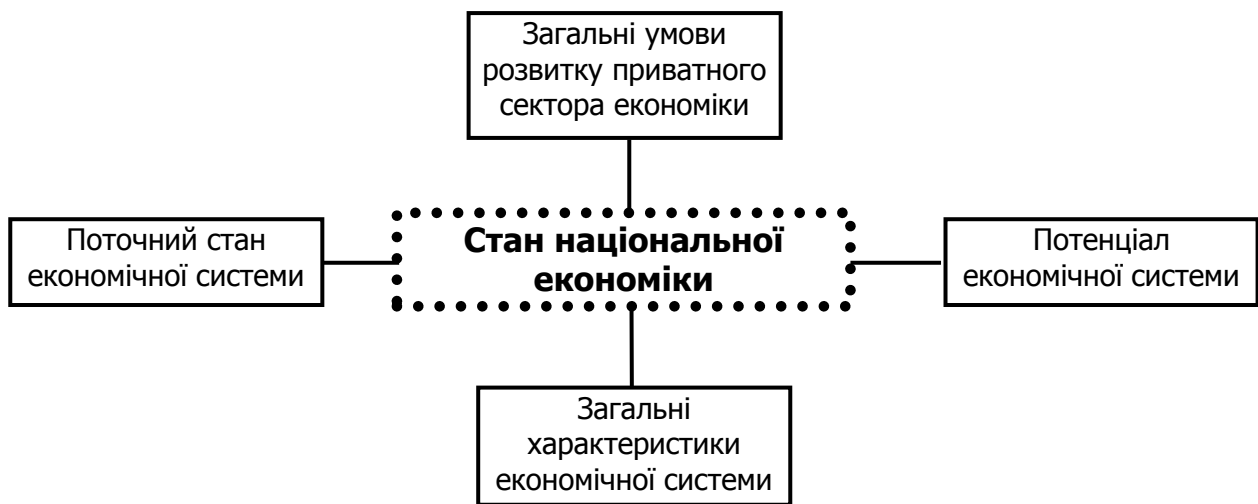 Загальні умови
розвитку приватного
сектора економіки
Поточний стан
економічної системи
Стан національної
економіки
Потенціал
економічної системи
Загальні
характеристики
економічної системи